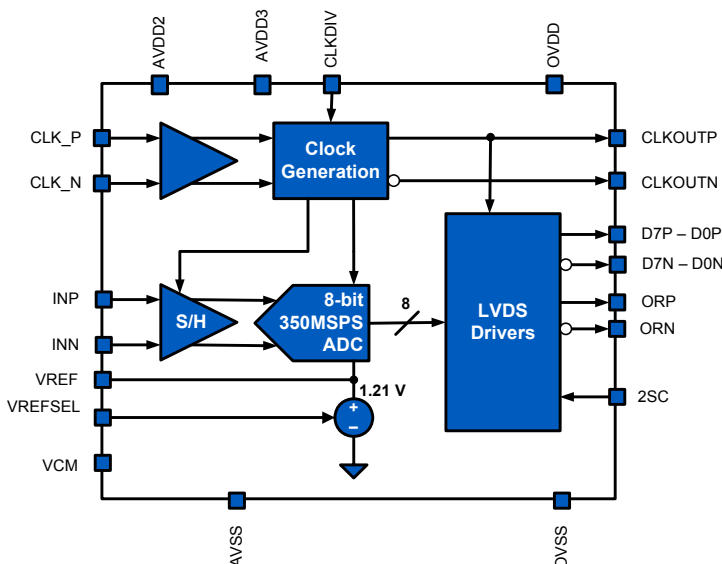 AVDD2
AVDD3
CLKDIV
OVDD
CLK_P
CLK_N
Clock
Generation
CLKOUTP
CLKOUTN
D7P – D0P
D7N – D0N
ORP
ORN
2SC
LVDS
Drivers
INP
INN
S/H
8-bit
350MSPS
ADC
8
VREF
VREFSEL
1.21 V
+
–
VCM
AVSS
OVSS